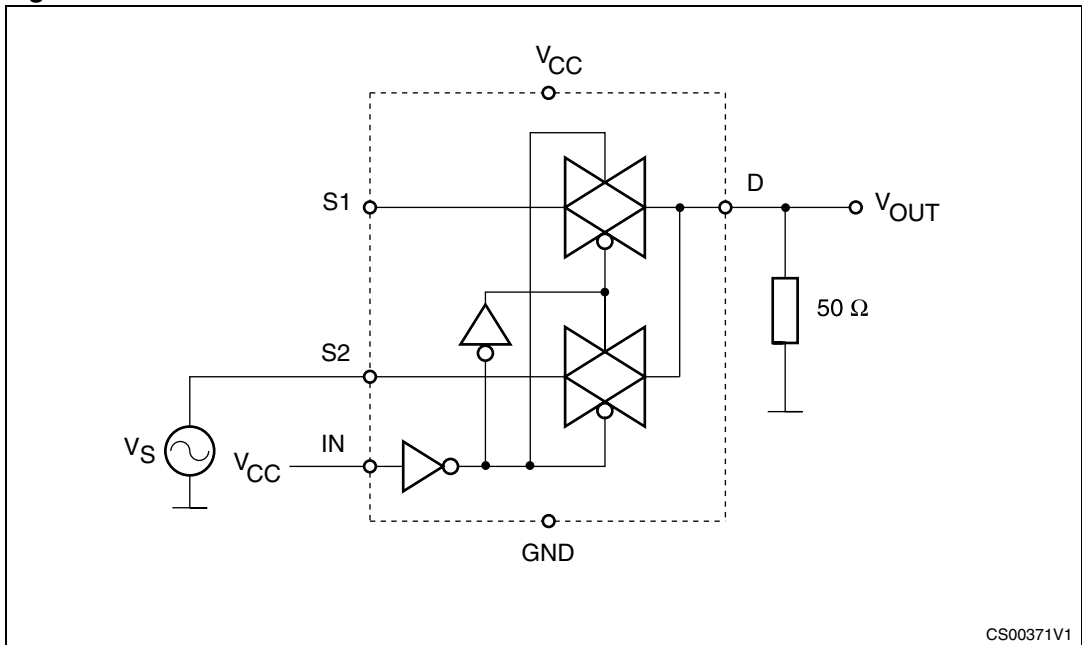 VCC
S1
D
VOUT
50 Ω
S2
VS
IN
VCC
GND
CS00371V1